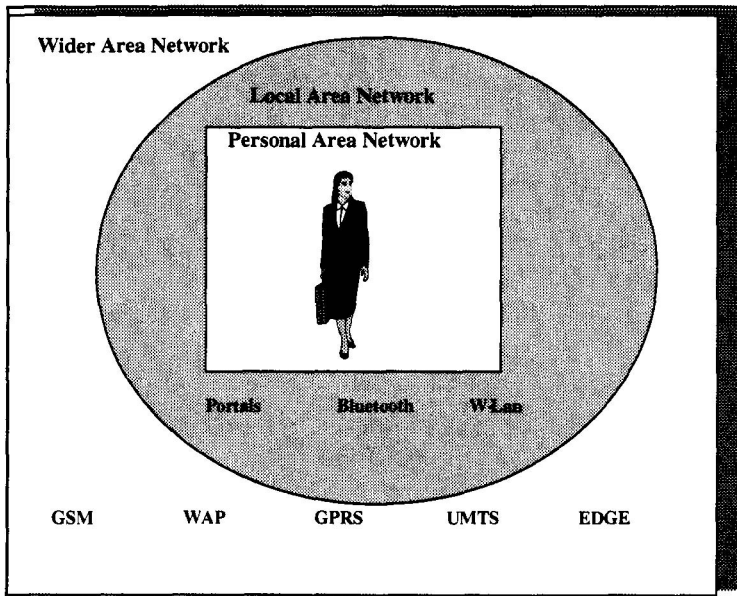 Wider Area Network
Local Area Network
Personal Area Network
Portals Bluetooth W-Lan
GSM WAP GPRS UMTS EDGE